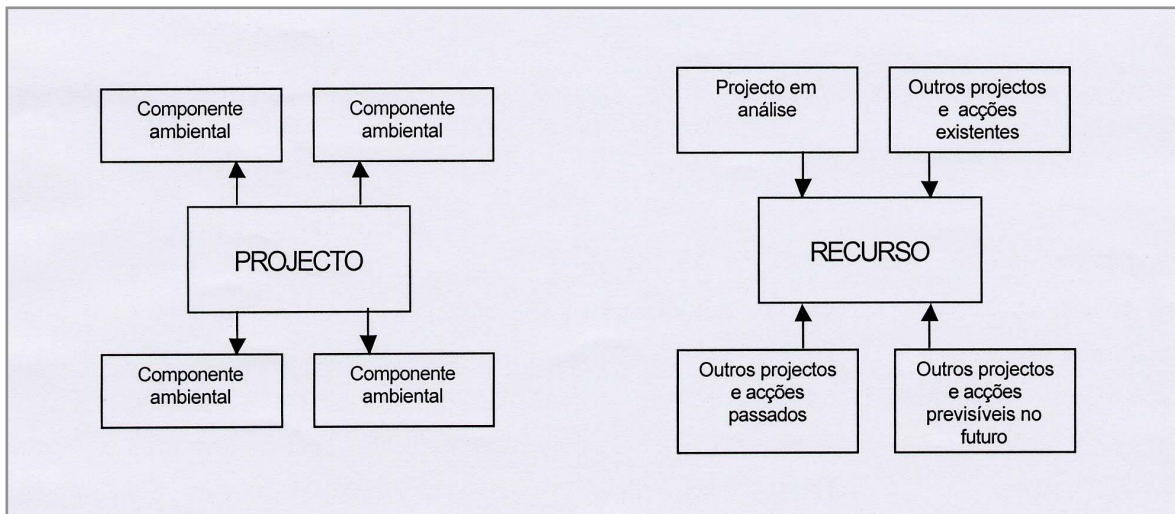 Componente
ambiental
Componente
ambiental
PROJECTO
Componente
ambiental
Componente
ambiental
Projecto em
análise
Outros projectos
e acções
existentes
RECURSO
Outros projectos
e acções
passados
Outros projectos
e acções
previsíveis no
futuro